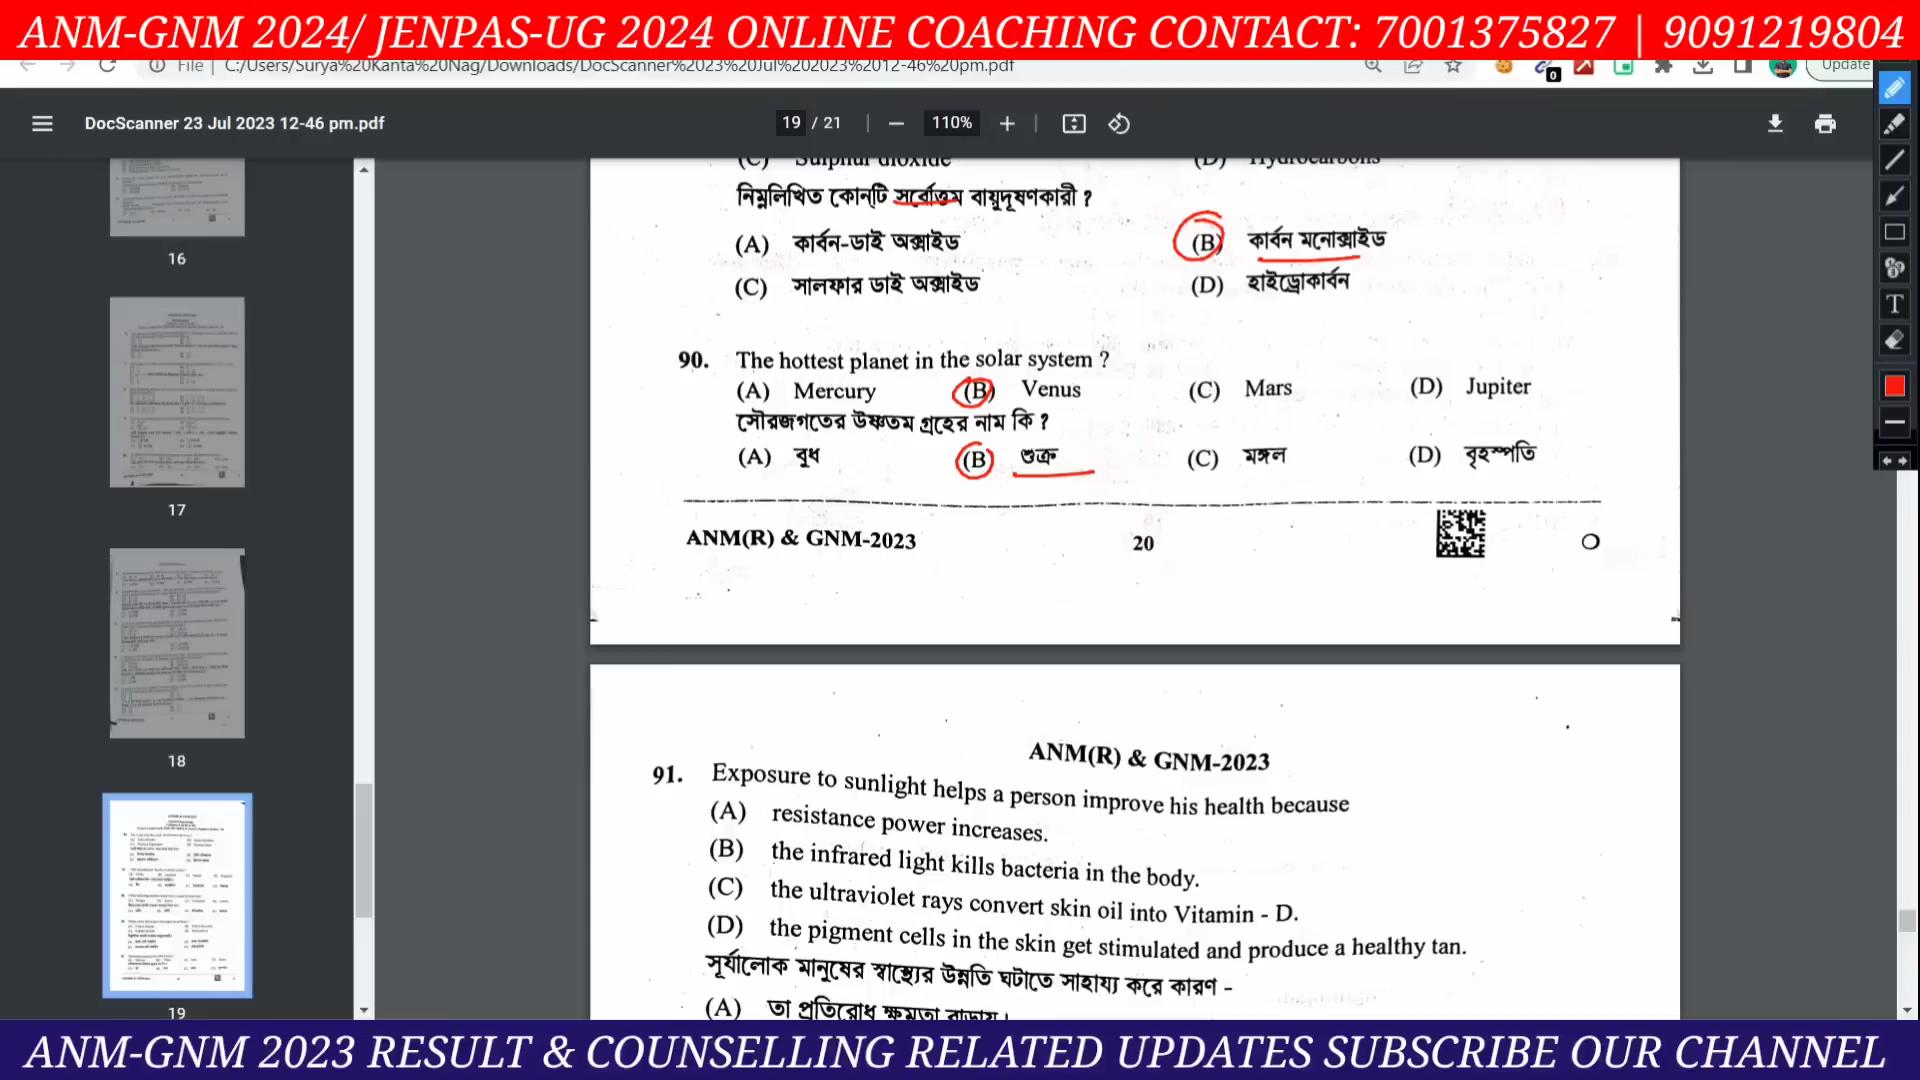 ANM-GNM 2024/ JENPAS-UG 2024 ONLINE COACHING CONTACT: 7001375827 | 9091219804
File | C:/Users/Surya%20Kanta%20Nag/Downloads/DocScanner%2023%20Jul%202023%2012-46%20pm.pdf
0
Update
DocScanner 23 Jul 2023 12-46 pm.pdf
19 / 21
110%
(C) Sulphur dioxide (D) Hydrocarbons
নিম্নলিখিত কোন্‌টি সর্বোত্তম বায়ুদূষণকারী ?
(A) কার্বন-ডাই অক্সাইড (B) কার্বন মনোক্সাইড
(C) সালফার ডাই অক্সাইড (D) হাইড্রোকার্বন
90. The hottest planet in the solar system ?
(A) Mercury (B) Venus (C) Mars (D) Jupiter
সৌরজগতের উষ্ণতম গ্রহের নাম কি ?
(A) বুধ (B) শুক্র (C) মঙ্গল (D) বৃহস্পতি
ANM(R) & GNM-2023 20
ANM(R) & GNM-2023
91. Exposure to sunlight helps a person improve his health because
(A) resistance power increases.
(B) the infrared light kills bacteria in the body.
(C) the ultraviolet rays convert skin oil into Vitamin - D.
(D) the pigment cells in the skin get stimulated and produce a healthy tan.
সূর্যালোক মানুষের স্বাস্থ্যের উন্নতি ঘটাতে সাহায্য করে কারণ -
(A) তা প্রতিরোধ ক্ষমতা বাড়ায়।
16
17
18
19
T
ANM-GNM 2023 RESULT & COUNSELLING RELATED UPDATES SUBSCRIBE OUR CHANNEL